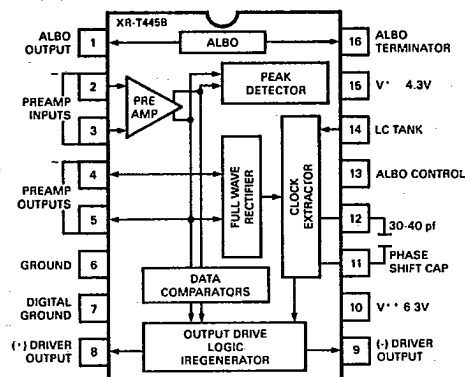 XR-T445B
ALBO
OUTPUT
1
ALBO
16
ALBO
TERMINATOR
2
PREAMP
INPUTS
3
PRE
AMP
PEAK
DETECTOR
15
V+ 4.3V
14
LC TANK
4
PREAMP
OUTPUTS
5
FULL WAVE
RECTIFIER
CLOCK
EXTRACTOR
13
ALBO CONTROL
12
30-40 pf
11
PHASE
SHIFT CAP
GROUND
6
DATA
COMPARATORS
DIGITAL
GROUND
7
10
V++ 6 3V
(+) DRIVER
OUTPUT
8
OUTPUT DRIVE
LOGIC
IREGENERATOR
9
(-) DRIVER
OUTPUT